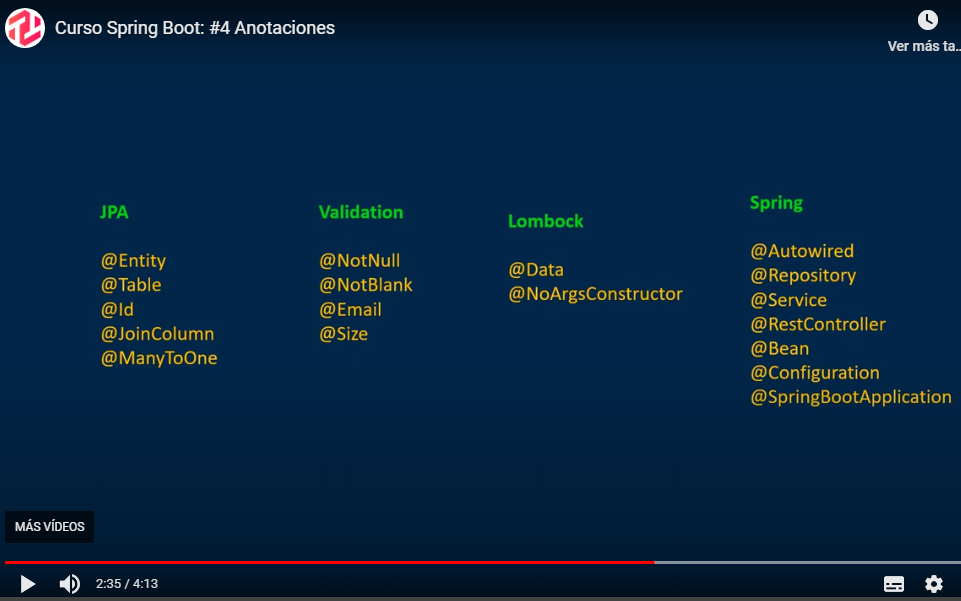 Curso Spring Boot: #4 Anotaciones
Ver más ta...
JPA
@Entity
@Table
@Id
@JoinColumn
@ManyToOne
Validation
@NotNull
@NotBlank
@Email
@Size
Lombock
@Data
@NoArgsConstructor
Spring
@Autowired
@Repository
@Service
@RestController
@Bean
@Configuration
@SpringBootApplication
MÁS VÍDEOS
2:35 / 4:13